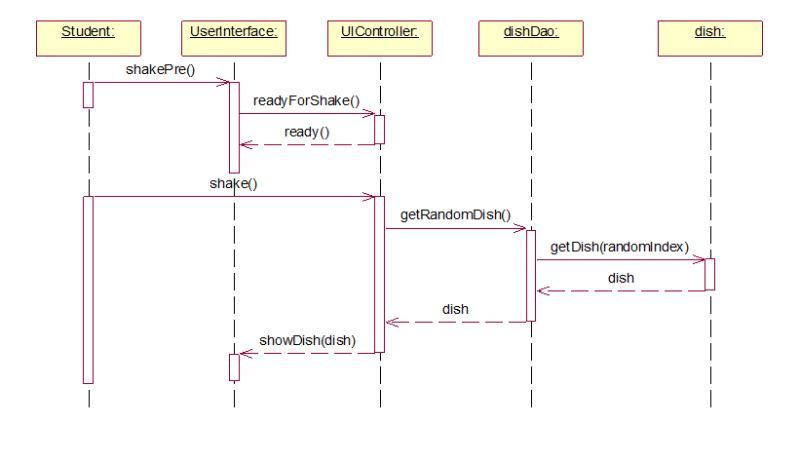 Student:
UserInterface:
UIController:
dishDao:
dish:
shakePre()
readyForShake()
ready()
shake()
getRandomDish()
getDish(randomIndex)
dish
dish
showDish(dish)